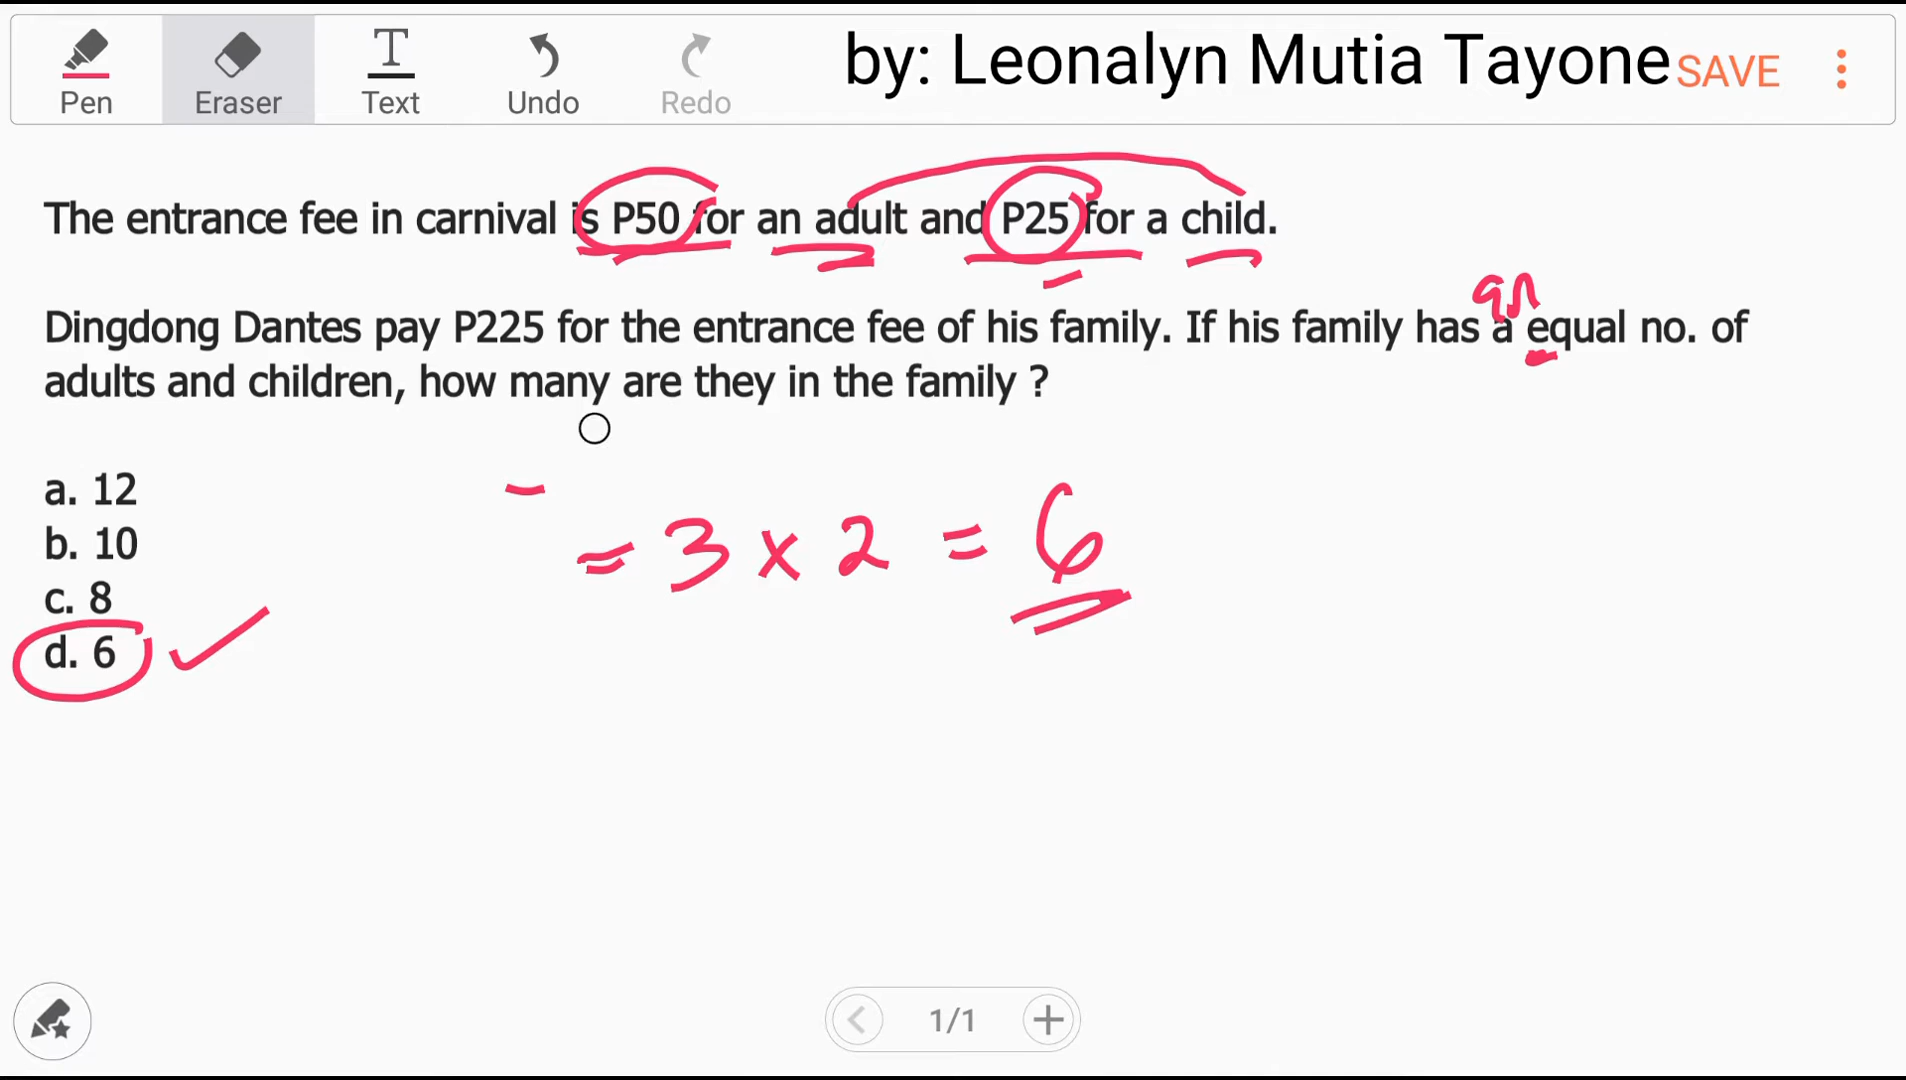 by: Leonalyn Mutia Tayone
SAVE
Pen
Eraser
Text
Undo
Redo
The entrance fee in carnival is P50 for an adult and P25 for a child.
an
Dingdong Dantes pay P225 for the entrance fee of his family. If his family has a equal no. of
adults and children, how many are they in the family ?
a. 12
b. 10
c. 8
d. 6
= 3 x 2 = 6
1/1